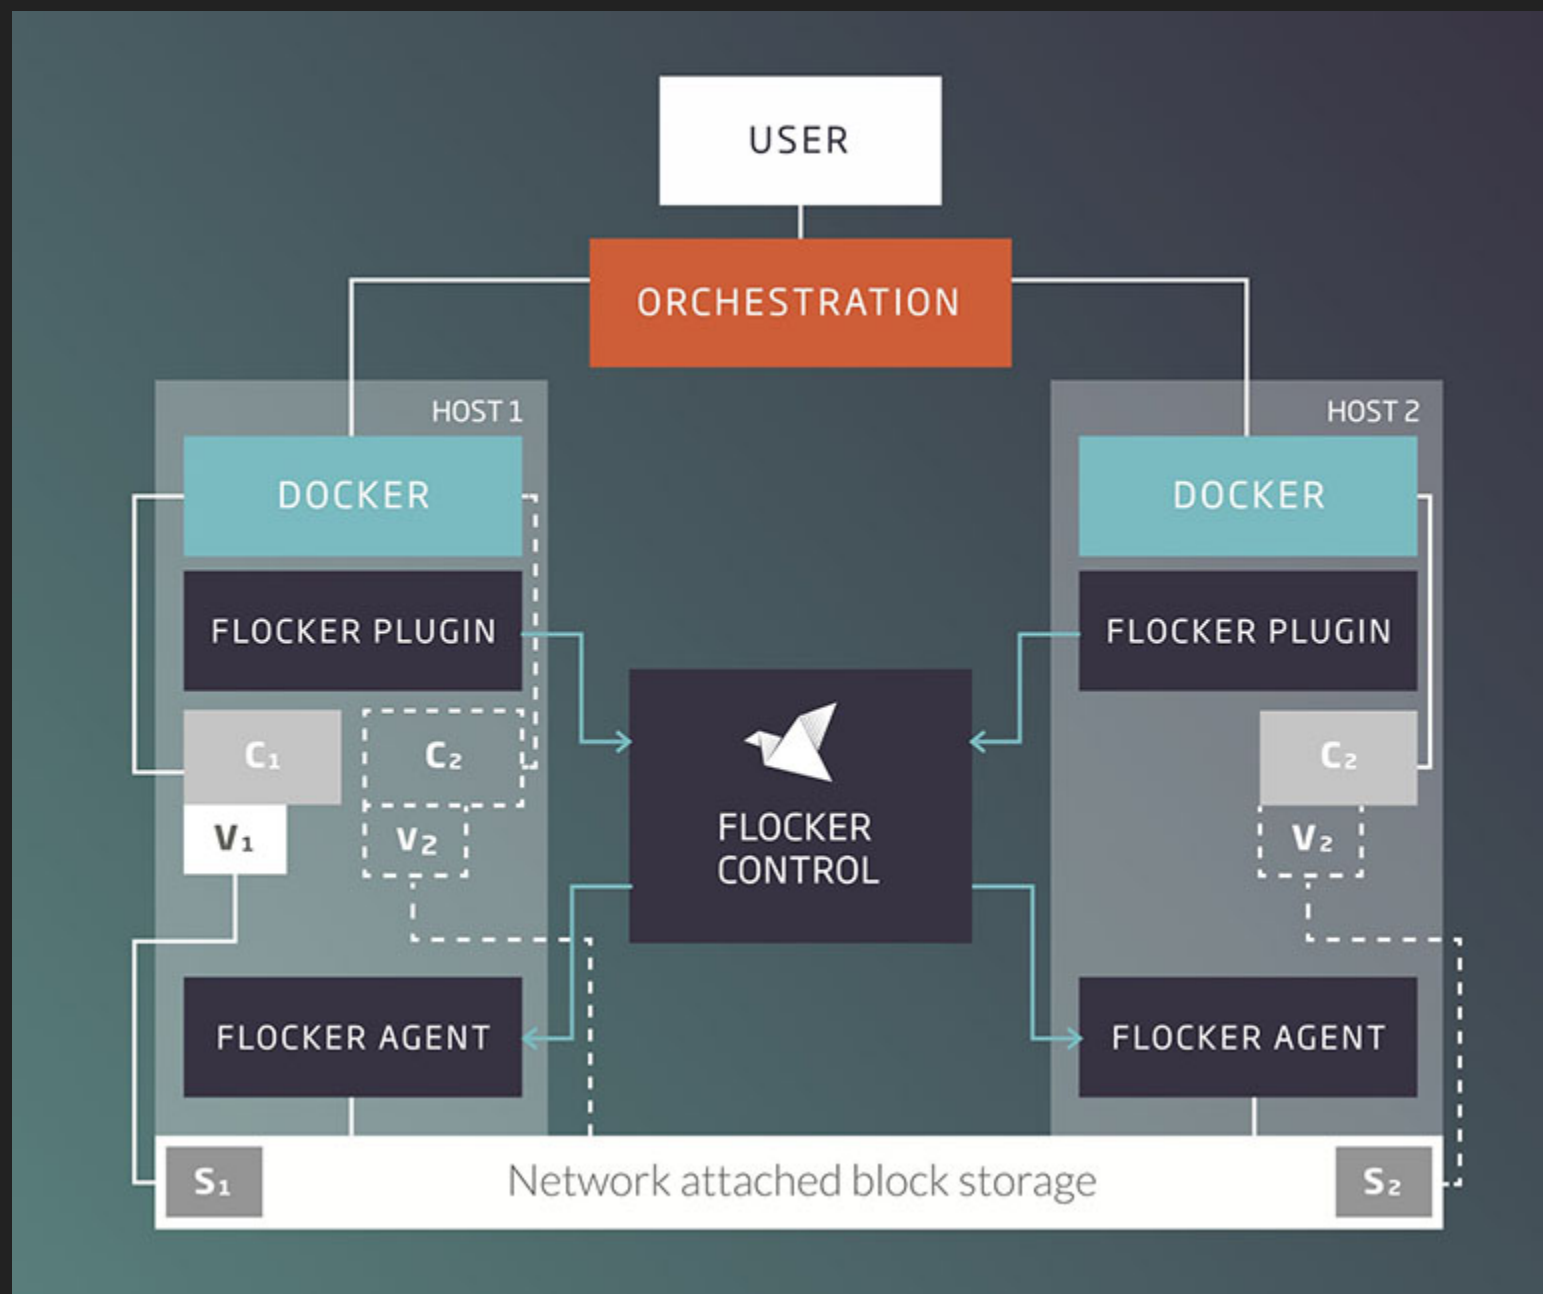 USER
ORCHESTRATION
HOST 1
HOST 2
DOCKER
DOCKER
FLOCKER PLUGIN
FLOCKER PLUGIN
C₁
C₂
C₂
FLOCKER
CONTROL
V₁
V₂
V₂
FLOCKER AGENT
FLOCKER AGENT
S₁
Network attached block storage
S₂